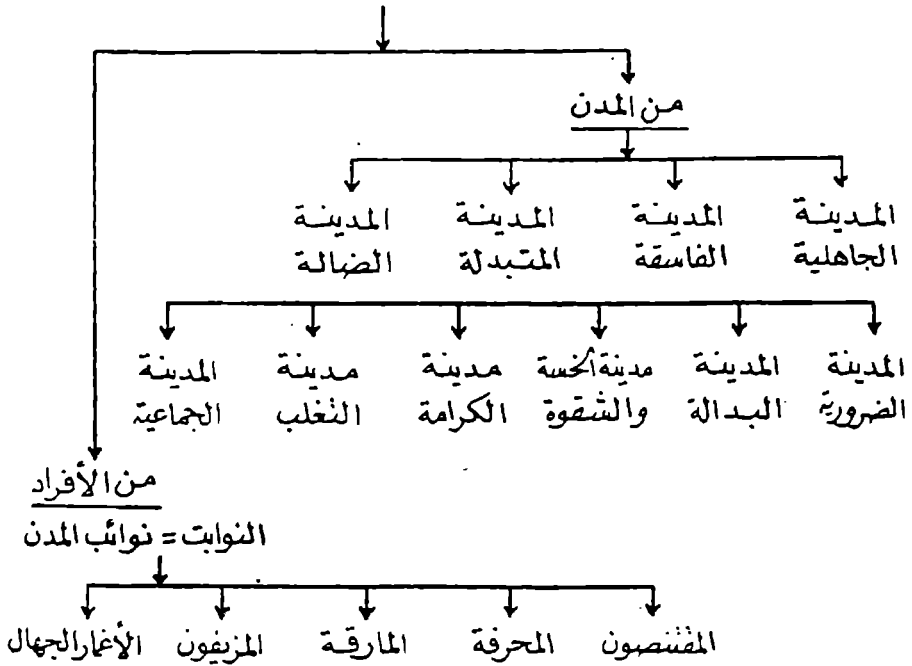 من المدن
المدينة المدينة المدينة المدينة
الجاهلية الفاسقة المتبدلة الضالة
المدينة المدينة مدينة الخسة مدينة مدينة المدينة
الضرورية البدالة والشقوة الكرامة التغلب الجماعية
من الأفراد
النوابت = نوائب المدن
المقتنصون المحرفة المارقة المزيفون الأغمار الجهال